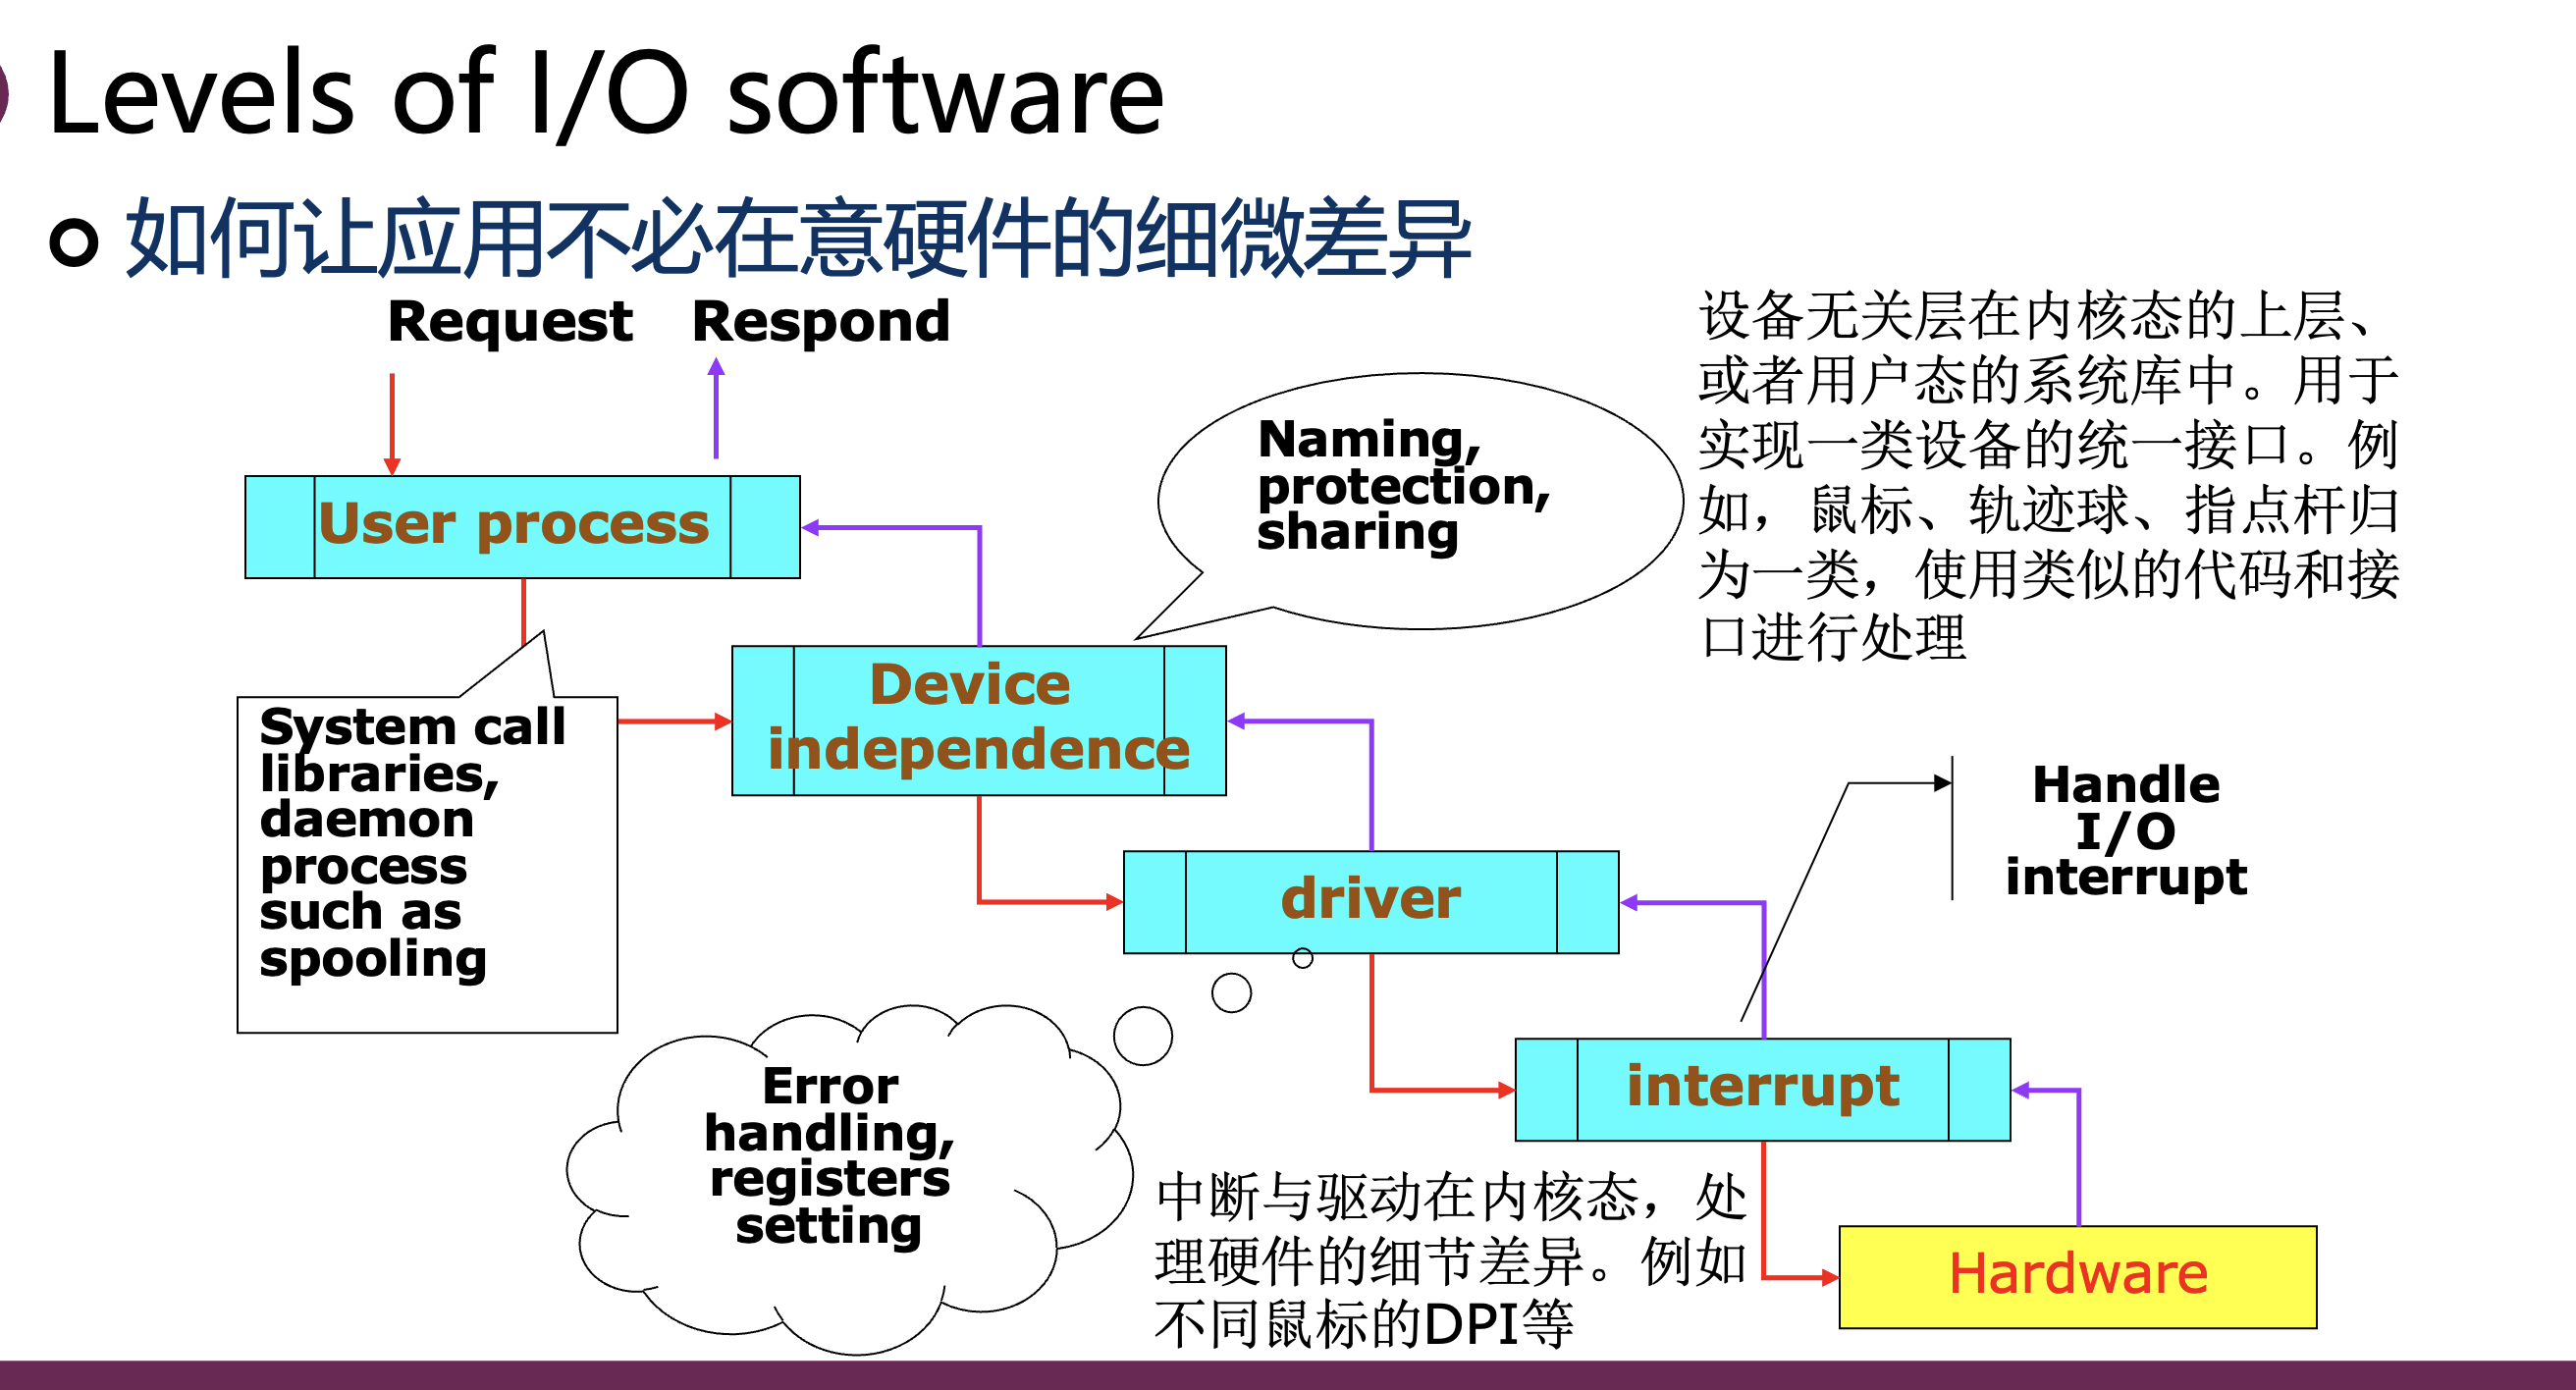 Levels of I/O software
如何让应用不必在意硬件的细微差异
Request
Respond
设备无关层在内核态的上层、
或者用户态的系统库中。用于
实现一类设备的统一接口。例
如，鼠标、轨迹球、指点杆归
为一类，使用类似的代码和接
口进行处理
Naming,
protection,
sharing
User process
Device
independence
System call
libraries,
daemon
process
such as
spooling
driver
Handle
I/O
interrupt
interrupt
Error
handling,
registers
setting
中断与驱动在内核态，处
理硬件的细节差异。例如
不同鼠标的DPI等
Hardware